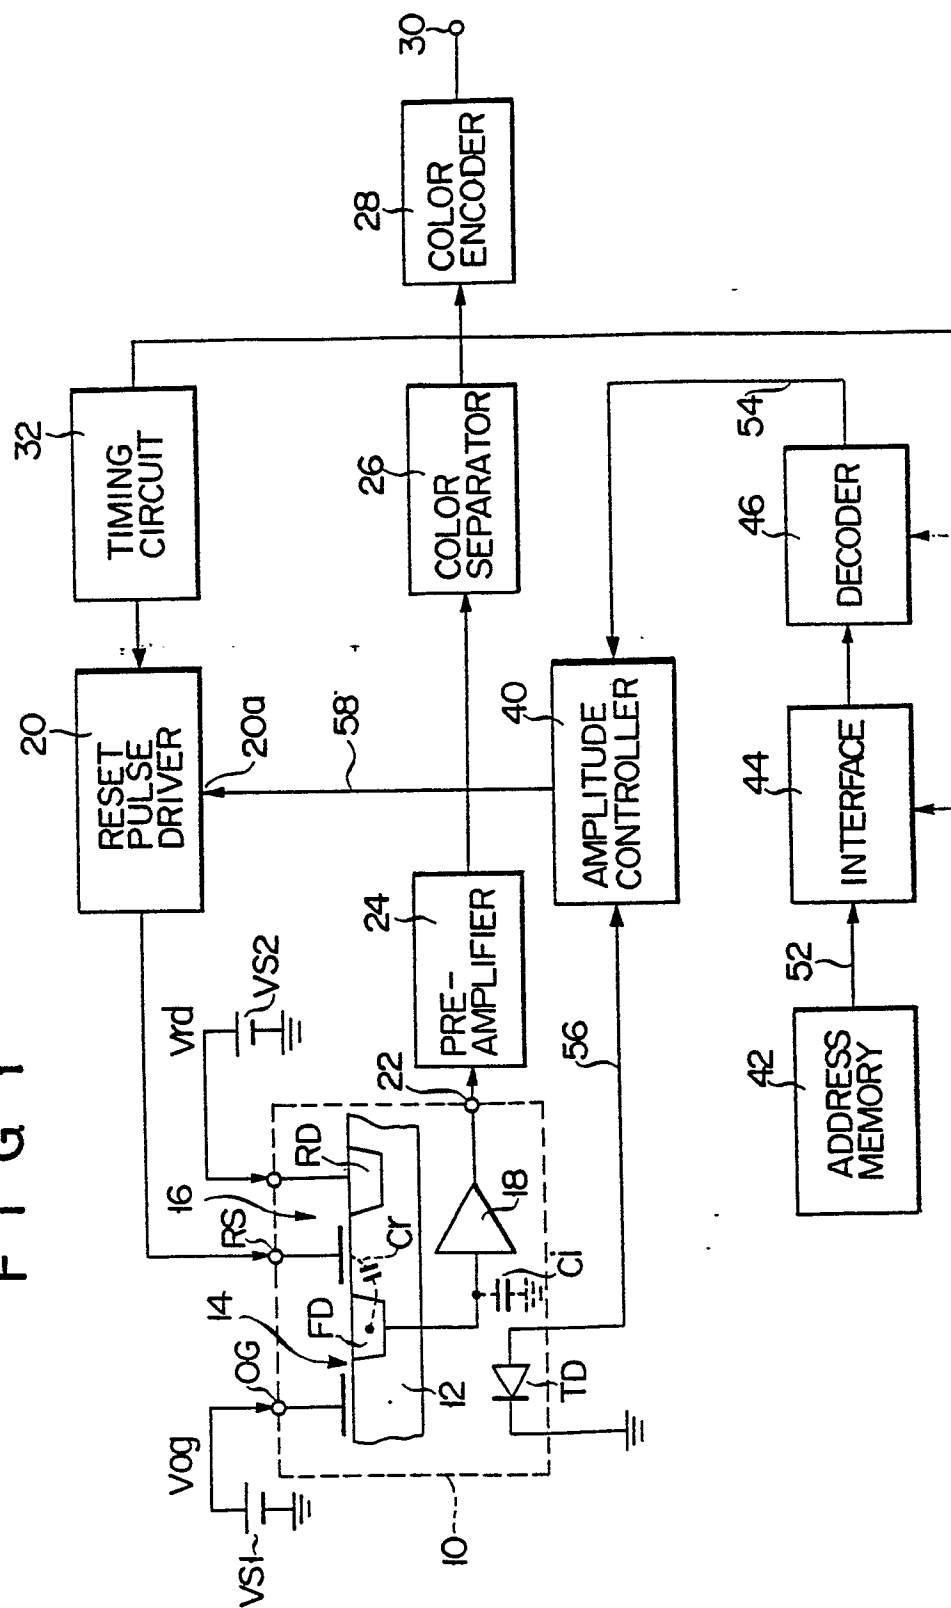 FIG 1
VS1
Vog
OG
14
RS
16
Vrd
VS2
20
RESET
PULSE
DRIVER
20a
32
TIMING
CIRCUIT
10
12
FD
Cr
RD
TD
Ci
18
22
24
PRE-
AMPLIFIER
58
26
COLOR
SEPARATOR
28
COLOR
ENCODER
30
56
40
AMPLITUDE
CONTROLLER
54
42
ADDRESS
MEMORY
52
44
INTERFACE
46
DECODER